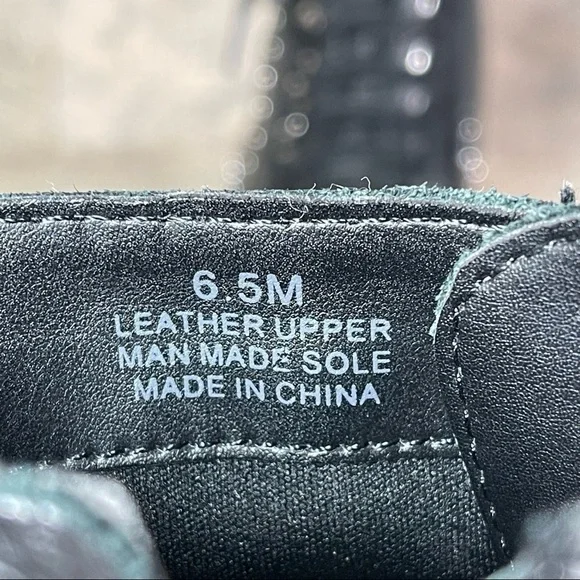 6.5M
LEATHER UPPER
MAN MADE SOLE
MADE IN CHINA